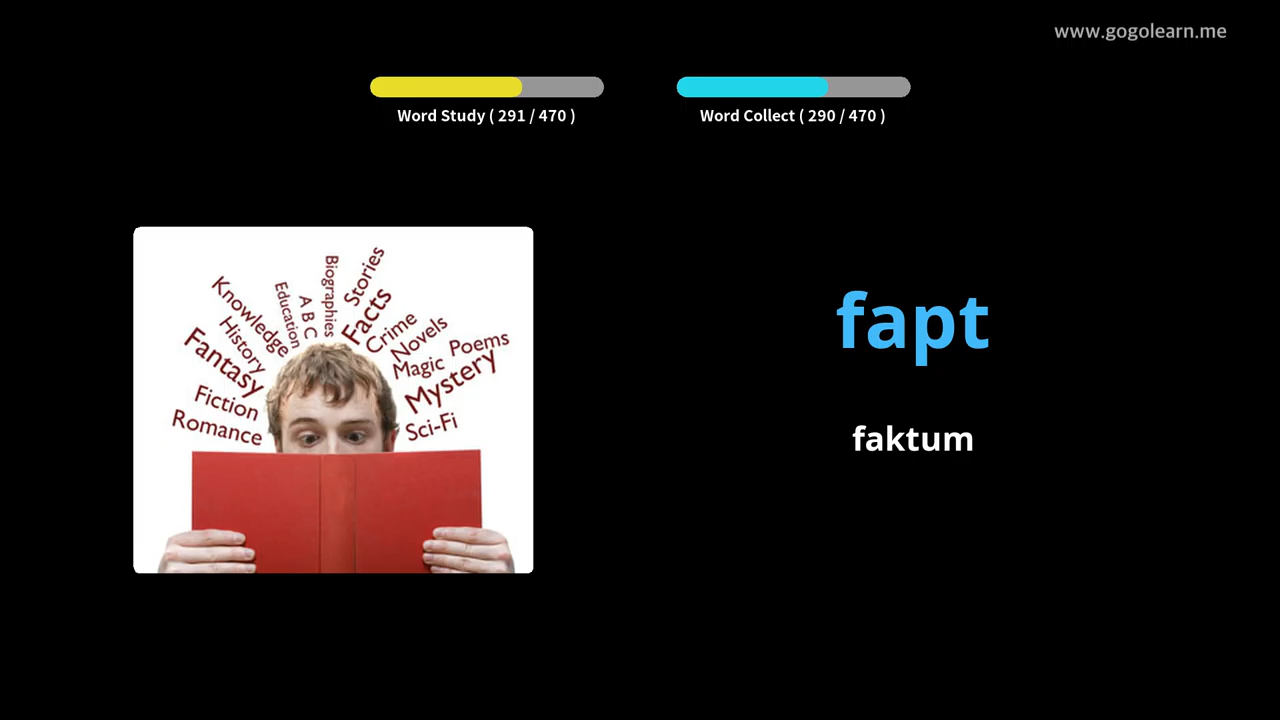 www.gogolearn.me
Word Study ( 291 / 470 )
Word Collect ( 290 / 470 )
Stories
Biographies
Facts
Education
A B C
Knowledge
Crime
History
Novels
Fantasy
Magic
Poems
Mystery
Fiction
Romance
Sci-Fi
fapt
faktum